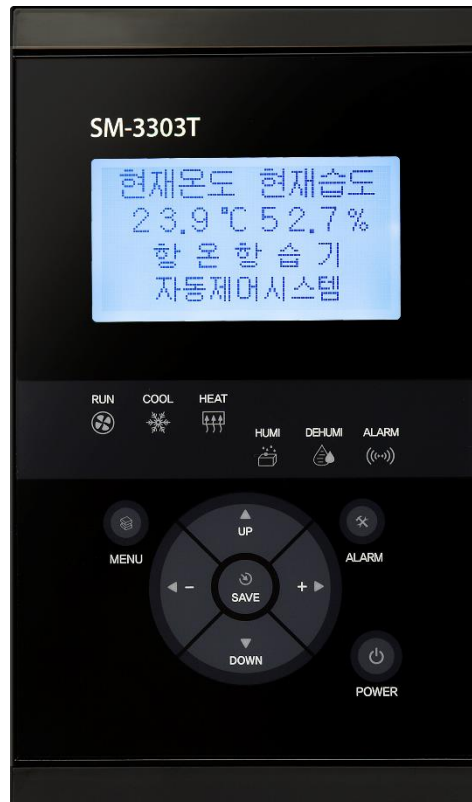 SM-3303T
현재온도 현재습도
23.9℃ 52.7%
항온항습기
자동제어시스템
RUN COOL HEAT
HUMI DEHUMI ALARM
MENU
UP
ALARM
- SAVE +
DOWN
POWER